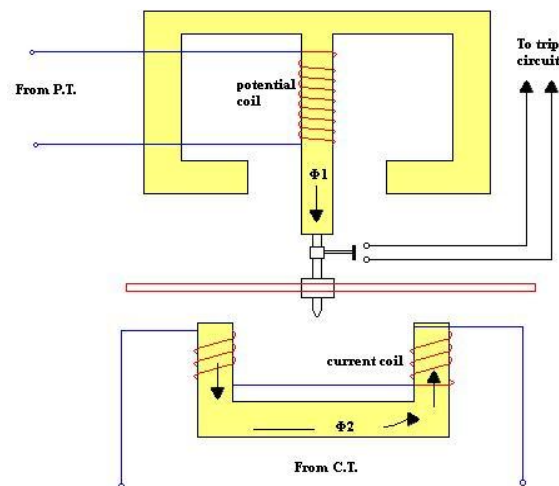 To trip
circuit
From P.T.
potential
coil
Φ1
current coil
Φ2
From C.T.